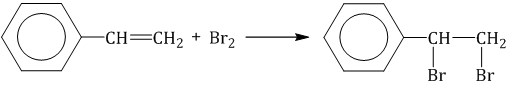 CH=CH₂ + Br₂ ⟶ CH—CH₂
Br Br